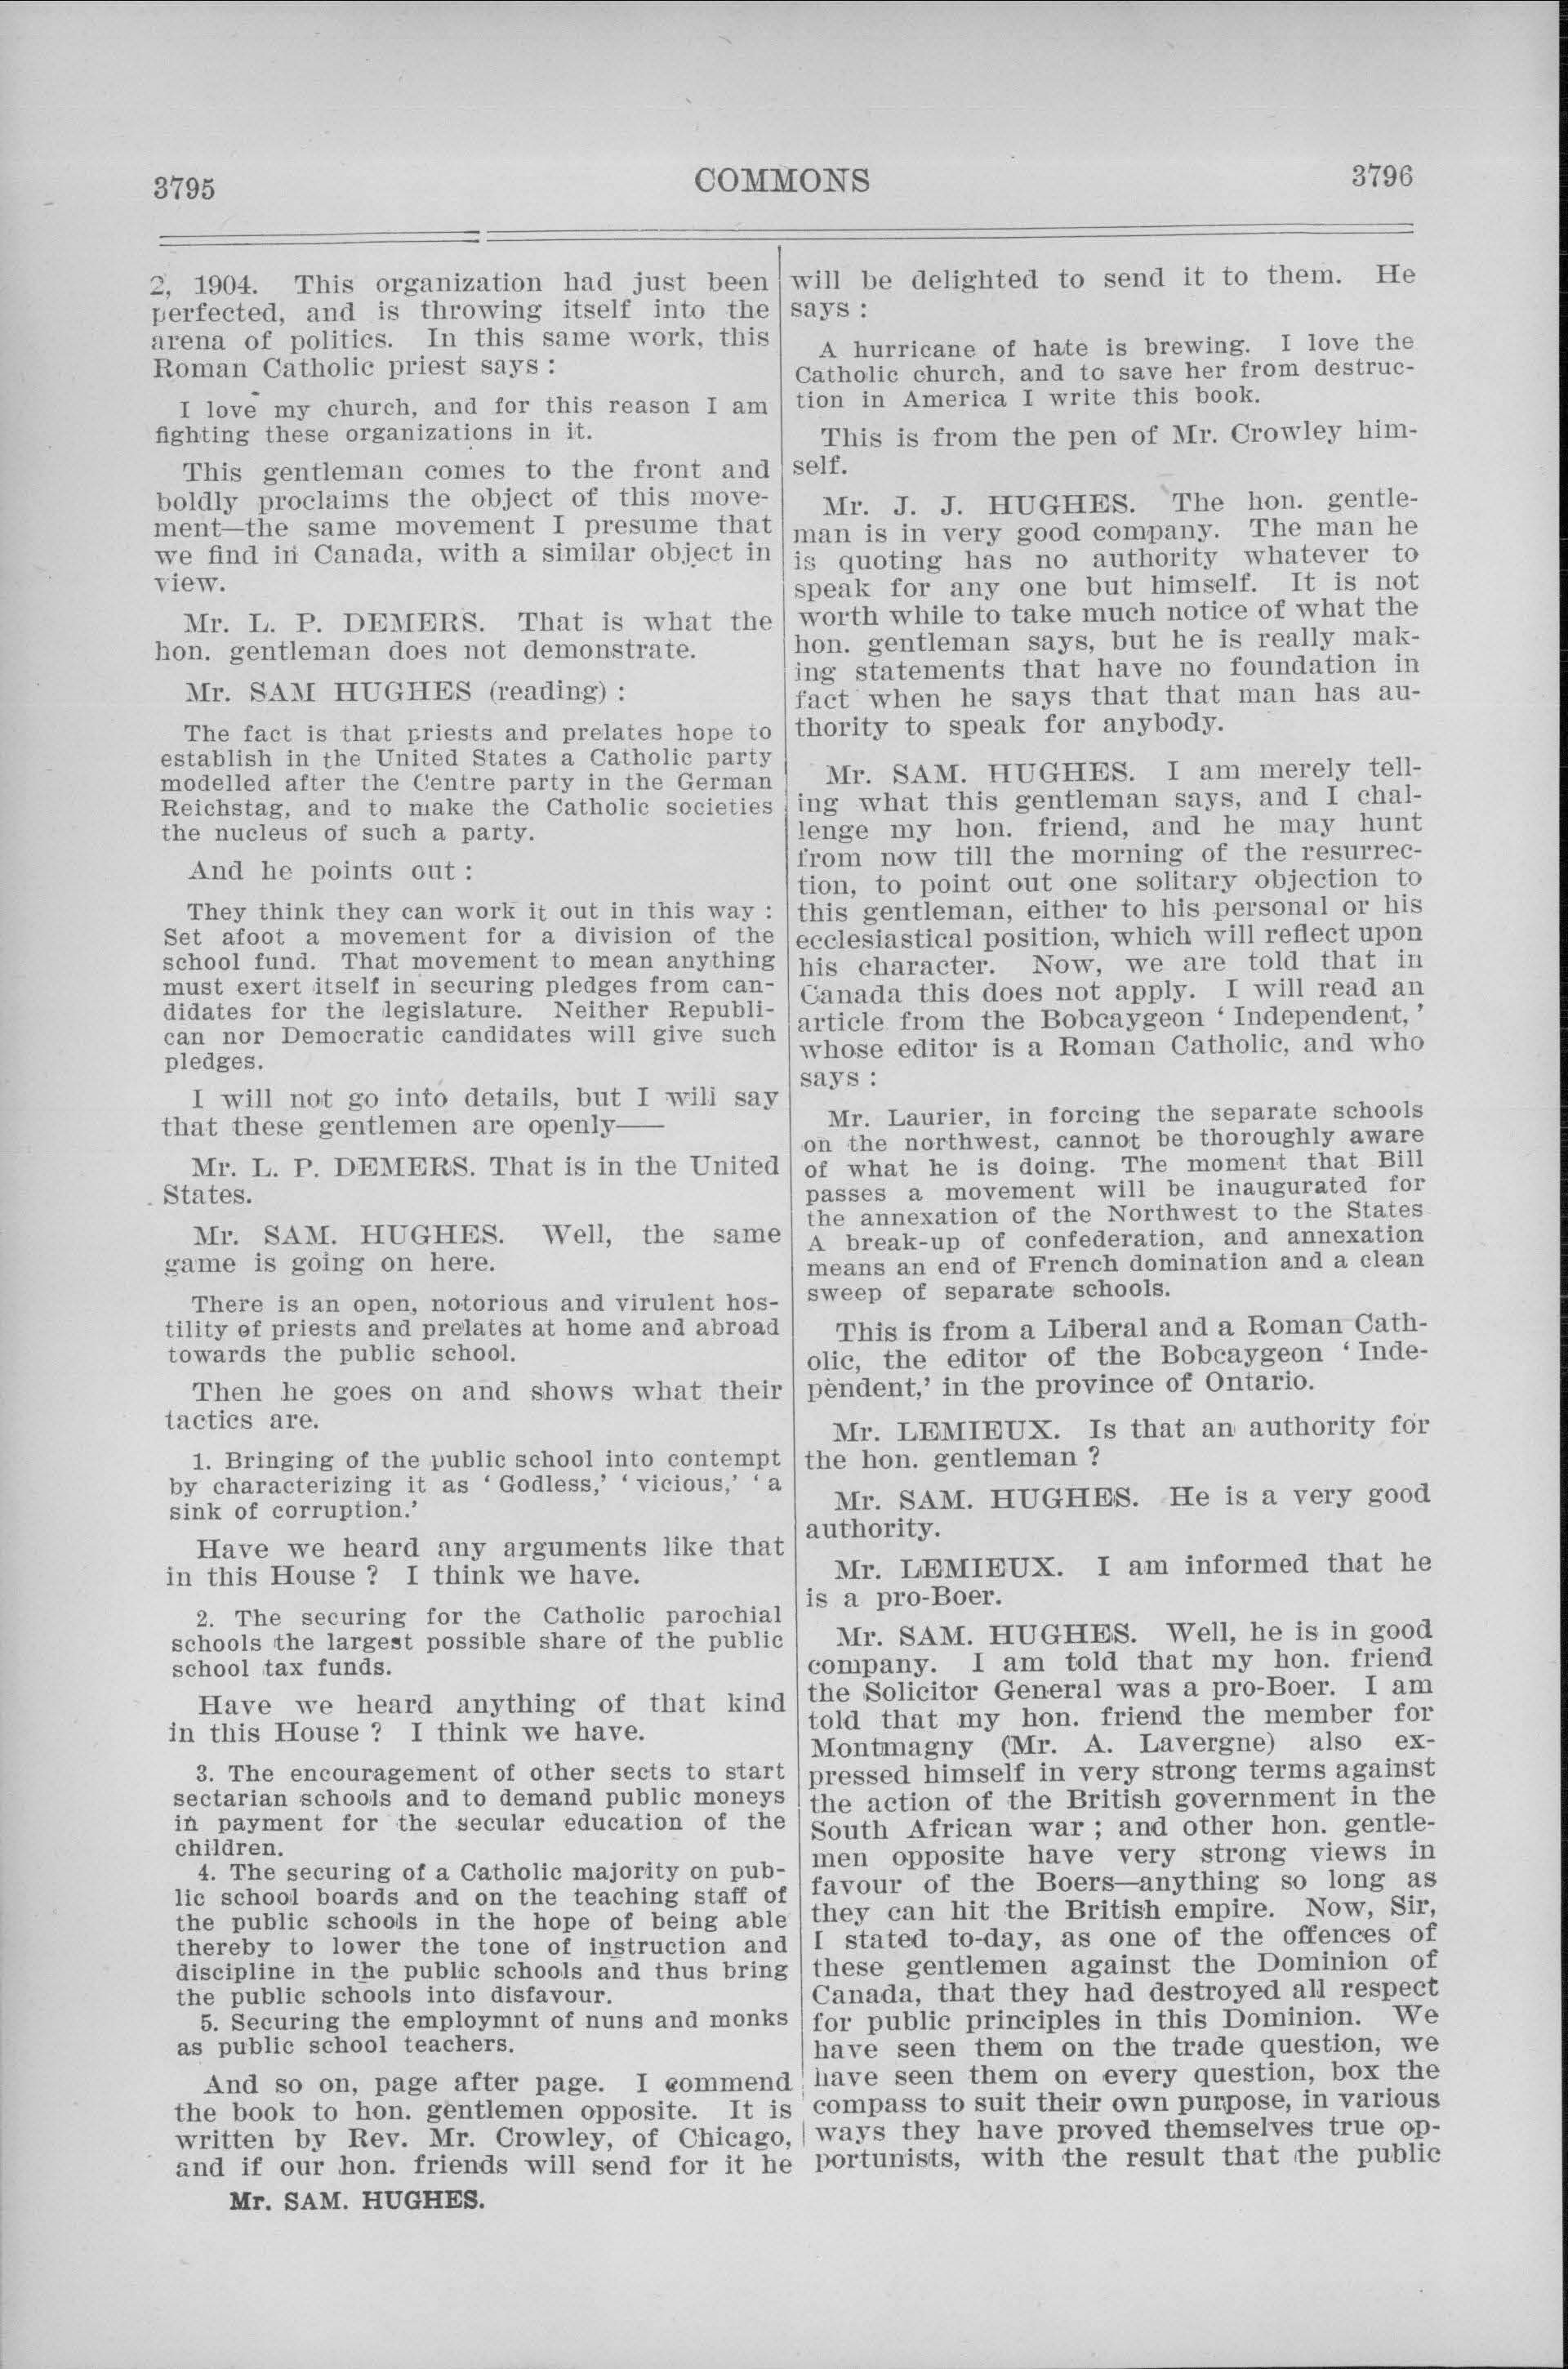 3795
COMMONS
3796
2, 1904. This organization had just been
perfected, and is throwing itself into the
arena of politics. In this same work, this
Roman Catholic priest says :
I love my church, and for this reason I am
fighting these organizations in it.
This gentleman comes to the front and
boldly proclaims the object of this move-
ment—the same movement I presume that
we find in Canada, with a similar object in
view.
Mr. L. P. DEMERS. That is what the
hon. gentleman does not demonstrate.
Mr. SAM HUGHES (reading) :
The fact is that priests and prelates hope to
establish in the United States a Catholic party
modelled after the Centre party in the German
Reichstag, and to make the Catholic societies
the nucleus of such a party.
And he points out :
They think they can work it out in this way :
Set afoot a movement for a division of the
school fund. That movement to mean anything
must exert itself in securing pledges from can-
didates for the legislature. Neither Republi-
can nor Democratic candidates will give such
pledges.
I will not go into details, but I will say
that these gentlemen are openly——
Mr. L. P. DEMERS. That is in the United
States.
Mr. SAM. HUGHES. Well, the same
game is going on here.
There is an open, notorious and virulent hos-
tility of priests and prelates at home and abroad
towards the public school.
Then he goes on and shows what their
tactics are.
1. Bringing of the public school into contempt
by characterizing it as ‘ Godless,’ ‘ vicious,’ ‘ a
sink of corruption.’
Have we heard any arguments like that
in this House ? I think we have.
2. The securing for the Catholic parochial
schools the largest possible share of the public
school tax funds.
Have we heard anything of that kind
in this House ? I think we have.
3. The encouragement of other sects to start
sectarian schools and to demand public moneys
in payment for the secular education of the
children.
4. The securing of a Catholic majority on pub-
lic school boards and on the teaching staff of
the public schools in the hope of being able
thereby to lower the tone of instruction and
discipline in the public schools and thus bring
the public schools into disfavour.
5. Securing the employmnt of nuns and monks
as public school teachers.
And so on, page after page. I commend
the book to hon. gentlemen opposite. It is
written by Rev. Mr. Crowley, of Chicago,
and if our hon. friends will send for it he
Mr. SAM. HUGHES.
will be delighted to send it to them. He
says :
A hurricane of hate is brewing. I love the
Catholic church, and to save her from destruc-
tion in America I write this book.
This is from the pen of Mr. Crowley him-
self.
Mr. J. J. HUGHES. The hon. gentle-
man is in very good company. The man he
is quoting has no authority whatever to
speak for any one but himself. It is not
worth while to take much notice of what the
hon. gentleman says, but he is really mak-
ing statements that have no foundation in
fact when he says that that man has au-
thority to speak for anybody.
Mr. SAM. HUGHES. I am merely tell-
ing what this gentleman says, and I chal-
lenge my hon. friend, and he may hunt
from now till the morning of the resurrec-
tion, to point out one solitary objection to
this gentleman, either to his personal or his
ecclesiastical position, which will reflect upon
his character. Now, we are told that in
Canada this does not apply. I will read an
article from the Bobcaygeon ‘ Independent, ’
whose editor is a Roman Catholic, and who
says :
Mr. Laurier, in forcing the separate schools
on the northwest, cannot be thoroughly aware
of what he is doing. The moment that Bill
passes a movement will be inaugurated for
the annexation of the Northwest to the States
A break-up of confederation, and annexation
means an end of French domination and a clean
sweep of separate schools.
This is from a Liberal and a Roman Cath-
olic, the editor of the Bobcaygeon ‘ Inde-
pendent,’ in the province of Ontario.
Mr. LEMIEUX. Is that an authority for
the hon. gentleman ?
Mr. SAM. HUGHES. He is a very good
authority.
Mr. LEMIEUX. I am informed that he
is a pro-Boer.
Mr. SAM. HUGHES. Well, he is in good
company. I am told that my hon. friend
the Solicitor General was a pro-Boer. I am
told that my hon. friend the member for
Montmagny (Mr. A. Lavergne) also ex-
pressed himself in very strong terms against
the action of the British government in the
South African war ; and other hon. gentle-
men opposite have very strong views in
favour of the Boers—anything so long as
they can hit the British empire. Now, Sir,
I stated to-day, as one of the offences of
these gentlemen against the Dominion of
Canada, that they had destroyed all respect
for public principles in this Dominion. We
have seen them on the trade question, we
have seen them on every question, box the
compass to suit their own purpose, in various
ways they have proved themselves true op-
portunists, with the result that the public